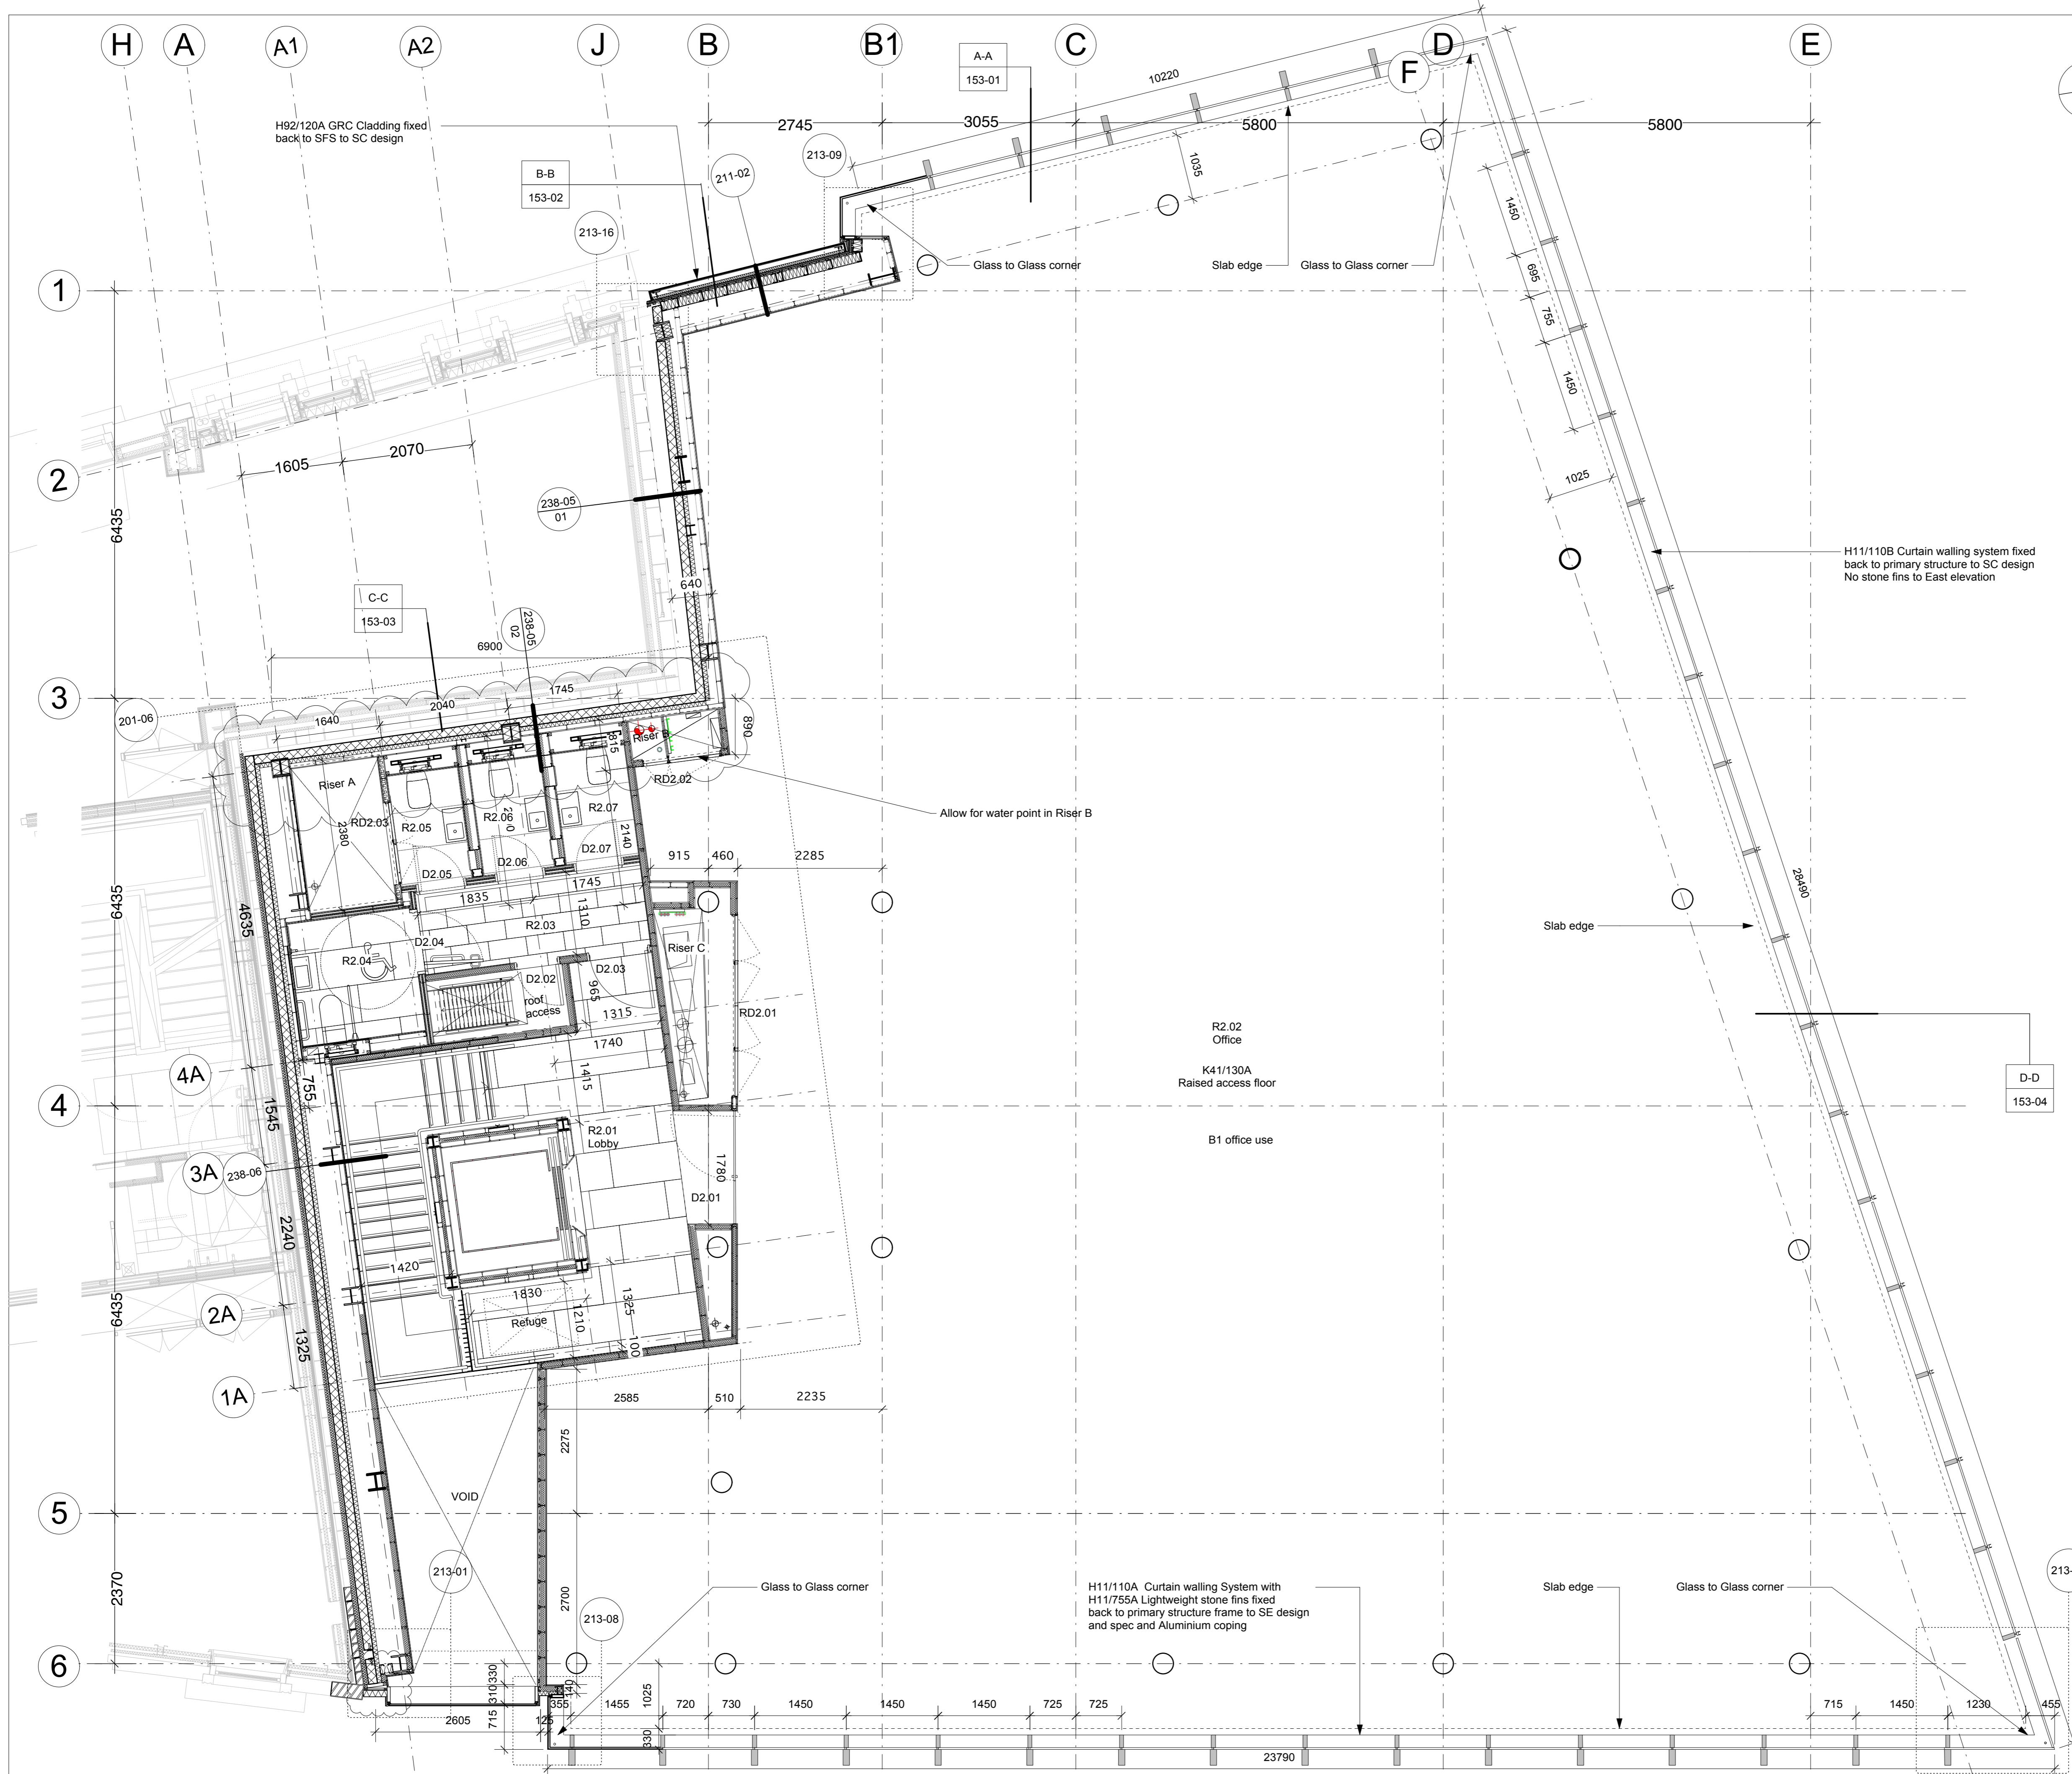 H
A
A1
A2
J
B
B1
C
F
D
E
A-A
153-01
10220
H92/120A GRC Cladding fixed
back to SFS to SC design
2745
3055
5800
5800
B-B
153-02
211-02
213-09
1035
213-16
Glass to Glass corner
Slab edge
Glass to Glass corner
1450
695
755
1450
1
2
1605
2070
6435
238-05
01
1025
H11/110B Curtain walling system fixed
back to primary structure to SC design
No stone fins to East elevation
640
C-C
153-03
238-05
02
6900
3
201-06
1640
2040
1745
890
815
Riser B
Riser A
RD2.02
RD2.03
2380
R2.05
R2.06
R2.07
Allow for water point in Riser B
2140
D2.05
D2.06
D2.07
915
460
2285
1835
1745
1310
6435
4635
R2.03
D2.04
R2.04
Riser C
D2.02
D2.03
965
roof
access
1315
RD2.01
28490
Slab edge
R2.02
Office
K41/130A
Raised access floor
B1 office use
D-D
153-04
4A
755
1740
1415
4
1545
R2.01
Lobby
3A
238-06
1780
D2.01
2240
1420
6435
2A
1830
1210
1325
Refuge
100
1325
1A
2585
510
2235
2275
VOID
5
2370
213-01
2700
213-08
Glass to Glass corner
H11/110A Curtain walling System with
H11/755A Lightweight stone fins fixed
back to primary structure frame to SE design
and spec and Aluminium coping
Slab edge
Glass to Glass corner
213-
6
330
310
715
140
355
1455
720
730
1450
1450
1450
725
725
1025
330
715
1450
1230
455
2605
125
23790